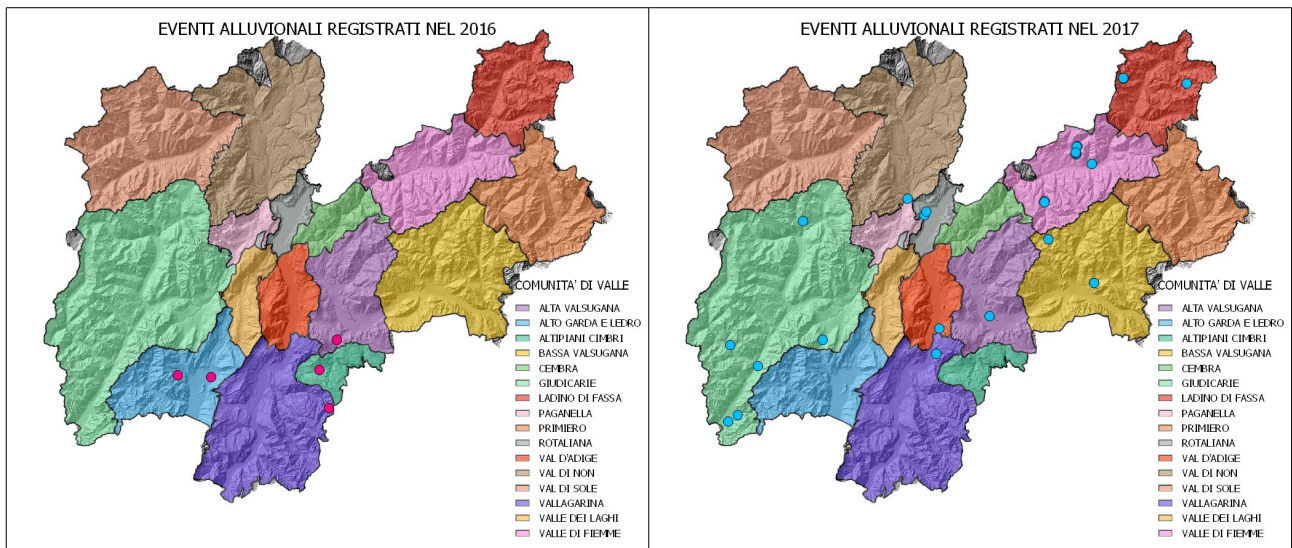 EVENTI ALLUVIONALI REGISTRATI NEL 2016
COMUNITA' DI VALLE
ALTA VALSUGANA
ALTO GARDA E LEDRO
ALTIPIANI CIMBRI
BASSA VALSUGANA
CEMBRA
GIUDICARIE
LADINO DI FASSA
PAGANELLA
PRIMIERO
ROTALIANA
VAL D'ADIGE
VAL DI NON
VAL DI SOLE
VALLAGARINA
VALLE DEI LAGHI
VALLE DI FIEMME
EVENTI ALLUVIONALI REGISTRATI NEL 2017
COMUNITA' DI VALLE
ALTA VALSUGANA
ALTO GARDA E LEDRO
ALTIPIANI CIMBRI
BASSA VALSUGANA
CEMBRA
GIUDICARIE
LADINO DI FASSA
PAGANELLA
PRIMIERO
ROTALIANA
VAL D'ADIGE
VAL DI NON
VAL DI SOLE
VALLAGARINA
VALLE DEI LAGHI
VALLE DI FIEMME